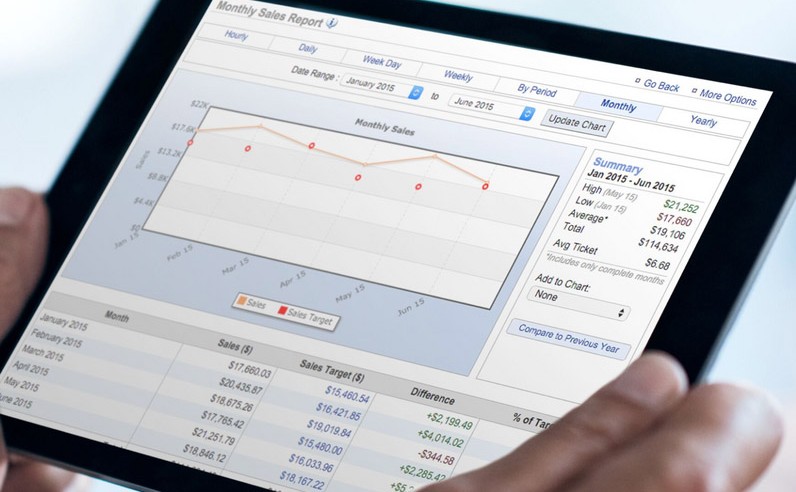 Monthly Sales Report
Go Back More Options
Hourly Daily Week Day Weekly By Period Monthly Yearly
Date Range: January 2015 to June 2015 Update Chart
Monthly Sales
$22K
$17.6K
$13.2K
$8.8K
$4.4K
$0
Sales
Jan 15 Feb 15 Mar 15 Apr 15 May 15 Jun 15
Sales Sales Target
Summary
Jan 2015 - Jun 2015
High (May 15) $21,252
Low (Jan 15) $17,660
Average* $19,106
Total $114,634
Avg Ticket $6.68
*Includes only complete months
Add to Chart:
None
Compare to Previous Year
Month Sales ($) Sales Target ($) Difference % of
January 2015 $17,660.03 $15,460.54 +$2,199.49
February 2015 $20,435.87 $16,421.85 +$4,014.02
March 2015 $18,675.26 $19,019.84 -$344.58
April 2015 $17,765.42 $15,480.00 +$2,285.42
May 2015 $21,251.79 $16,033.96
June 2015 $18,846.12 $18,167.22